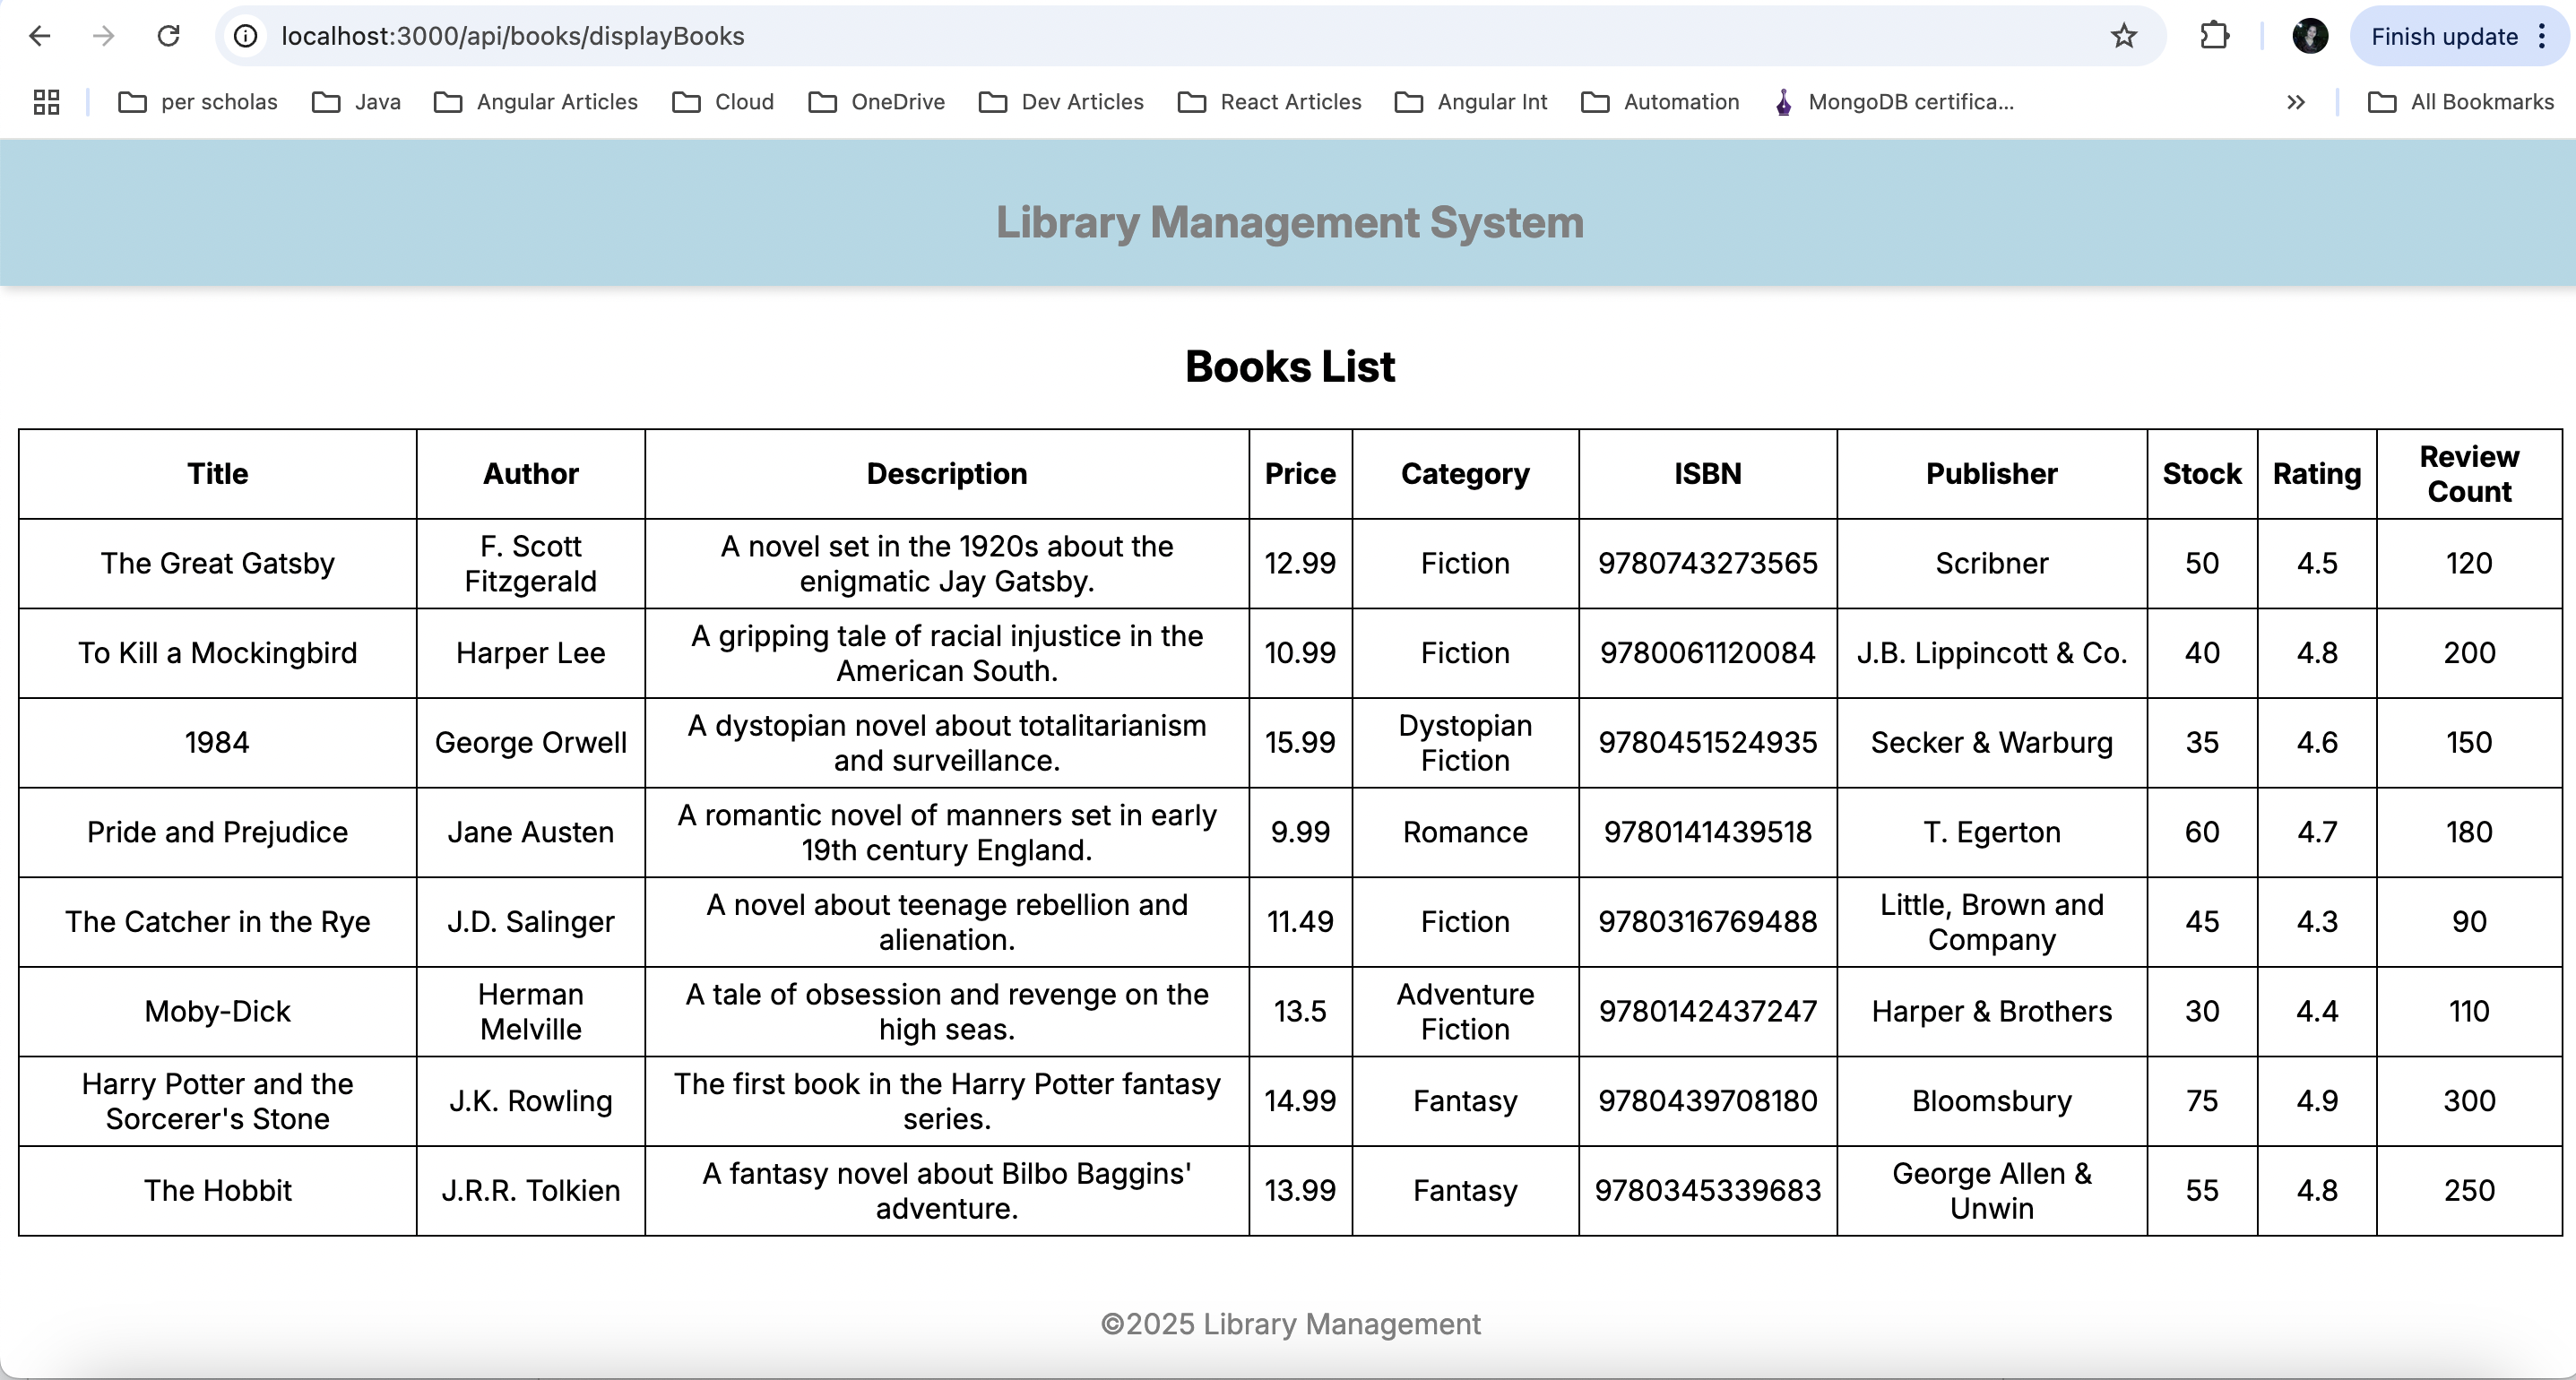 localhost:3000/api/books/displayBooks
Finish update
per scholas Java Angular Articles Cloud OneDrive Dev Articles React Articles Angular Int Automation MongoDB certifica... » All Bookmarks
Library Management System
Books List
Title Author Description Price Category ISBN Publisher Stock Rating Review Count
The Great Gatsby F. Scott Fitzgerald A novel set in the 1920s about the enigmatic Jay Gatsby. 12.99 Fiction 9780743273565 Scribner 50 4.5 120
To Kill a Mockingbird Harper Lee A gripping tale of racial injustice in the American South. 10.99 Fiction 9780061120084 J.B. Lippincott & Co. 40 4.8 200
1984 George Orwell A dystopian novel about totalitarianism and surveillance. 15.99 Dystopian Fiction 9780451524935 Secker & Warburg 35 4.6 150
Pride and Prejudice Jane Austen A romantic novel of manners set in early 19th century England. 9.99 Romance 9780141439518 T. Egerton 60 4.7 180
The Catcher in the Rye J.D. Salinger A novel about teenage rebellion and alienation. 11.49 Fiction 9780316769488 Little, Brown and Company 45 4.3 90
Moby-Dick Herman Melville A tale of obsession and revenge on the high seas. 13.5 Adventure Fiction 9780142437247 Harper & Brothers 30 4.4 110
Harry Potter and the Sorcerer's Stone J.K. Rowling The first book in the Harry Potter fantasy series. 14.99 Fantasy 9780439708180 Bloomsbury 75 4.9 300
The Hobbit J.R.R. Tolkien A fantasy novel about Bilbo Baggins' adventure. 13.99 Fantasy 9780345339683 George Allen & Unwin 55 4.8 250
©2025 Library Management